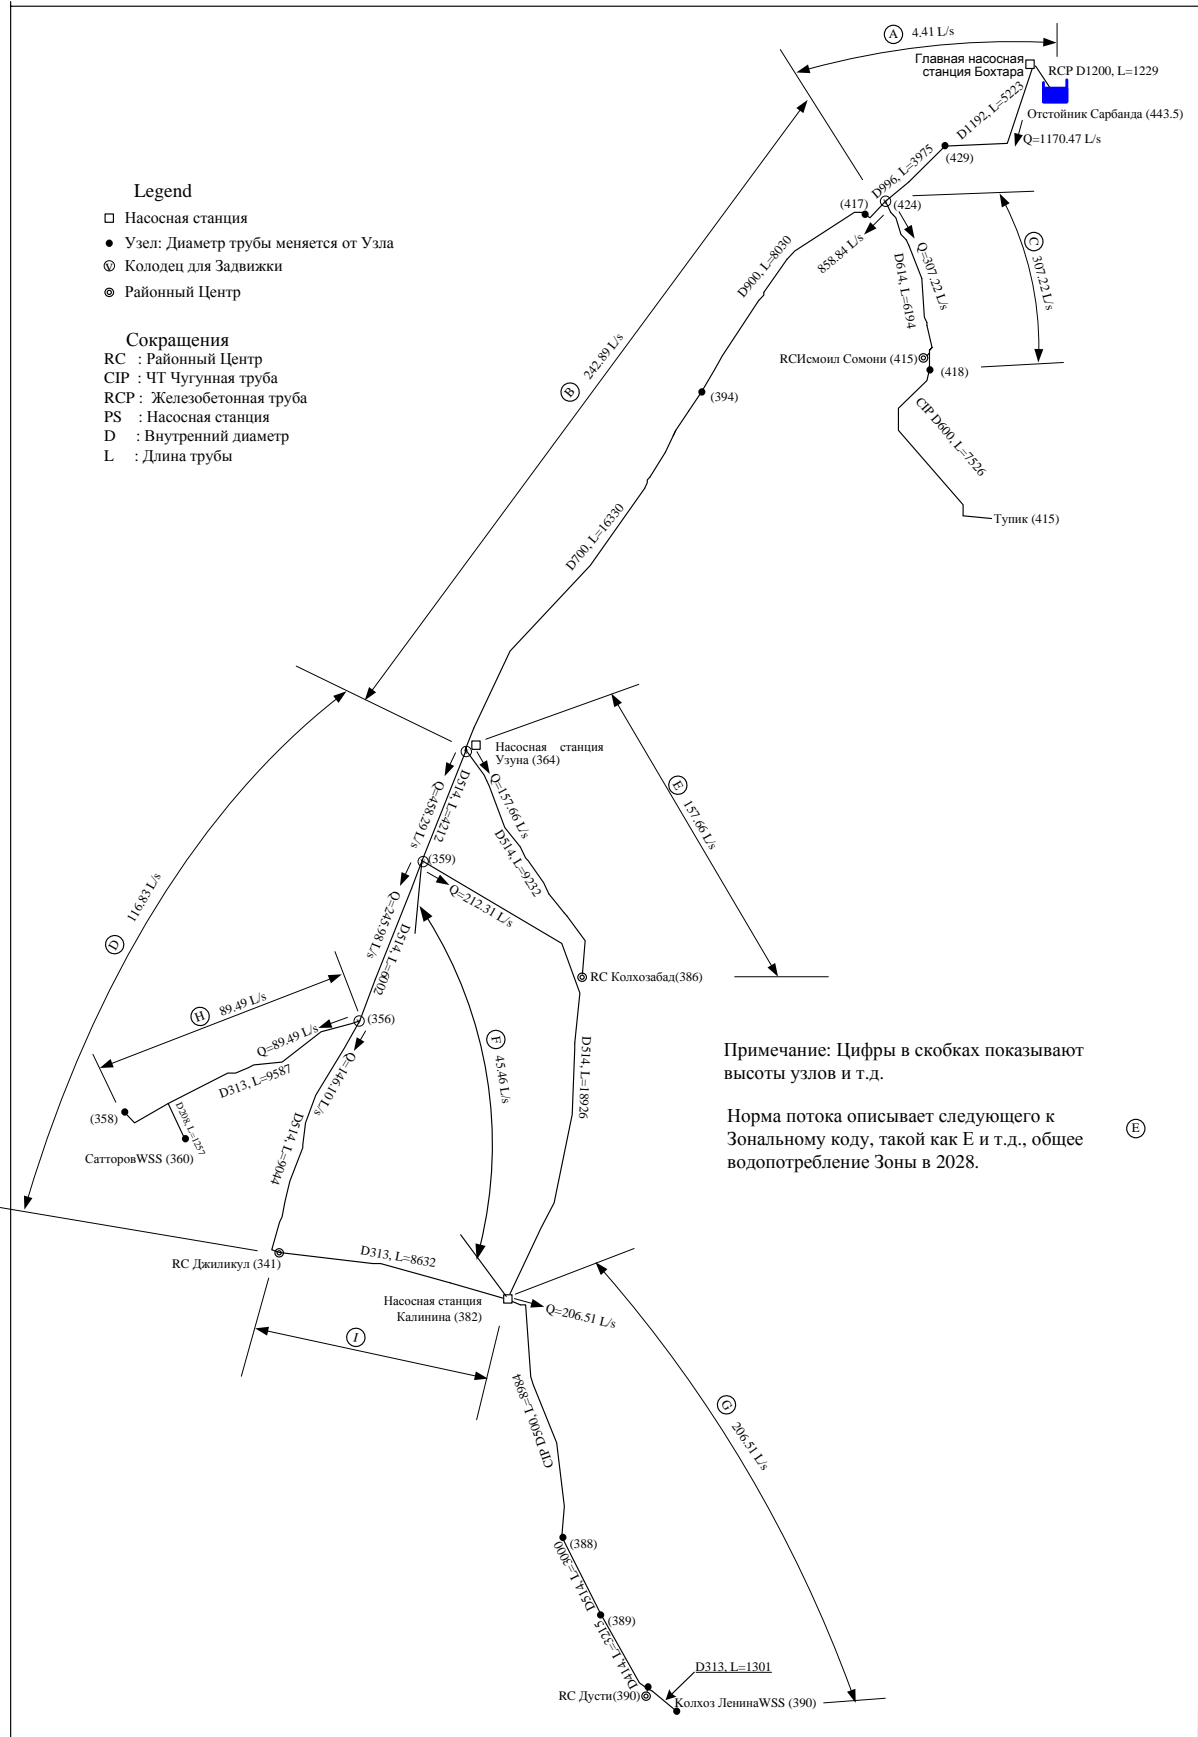 A
4.41 L/s
Главная насосная
станция Бохтара
RCP D1200, L=1229
Отстойник Сарбанда (443.5)
D1192, L=5223
Q=1170.47 L/s
(429)
D996, L=3975
(417)
(424)
858.84 L/s
Q=307.22 L/s
D614, L=6194
C
307.22 L/s
D900, L=8030
RCИсмоил Сомони (415)
(418)
(394)
CIP D600, L=7526
Тупик (415)
B
242.89 L/s
D700, L=16330
Legend
Насосная станция
Узел: Диаметр трубы меняется от Узла
V
Колодец для Задвижки
Районный Центр
Сокращения
RC : Районный Центр
CIP : ЧТ Чугунная труба
RCP : Железобетонная труба
PS : Насосная станция
D : Внутренний диаметр
L : Длина трубы
Насосная станция
Узуна (364)
Q=458.29 L/s
D514, L=4212
Q=157.66 L/s
D514, L=9232
E
157.66 L/s
(359)
Q=212.31 L/s
Q=245.98L/s
D514, L=6002
D
116.83 L/s
RC Колхозабад(386)
H
89.49 L/s
(356)
Q=89.49 L/s
D313, L=9587
Q=146.10 L/s
F
45.46 L/s
D514, L=18926
(358)
D208, L=1257
СатторовWSS (360)
D514, L=9044
Примечание: Цифры в скобках показывают
высоты узлов и т.д.
Норма потока описывает следующего к
Зональному коду, такой как E и т.д., общее
водопотребление Зоны в 2028.
E
RC Джиликул (341)
D313, L=8632
Насосная станция
Калинина (382)
Q=206.51 L/s
I
CIP D500, L=8984
G
206.51 L/s
(388)
D514, L=3000
(389)
D414, L=3215
D313, L=1301
RC Дусти(390)
Колхоз ЛенинаWSS (390)